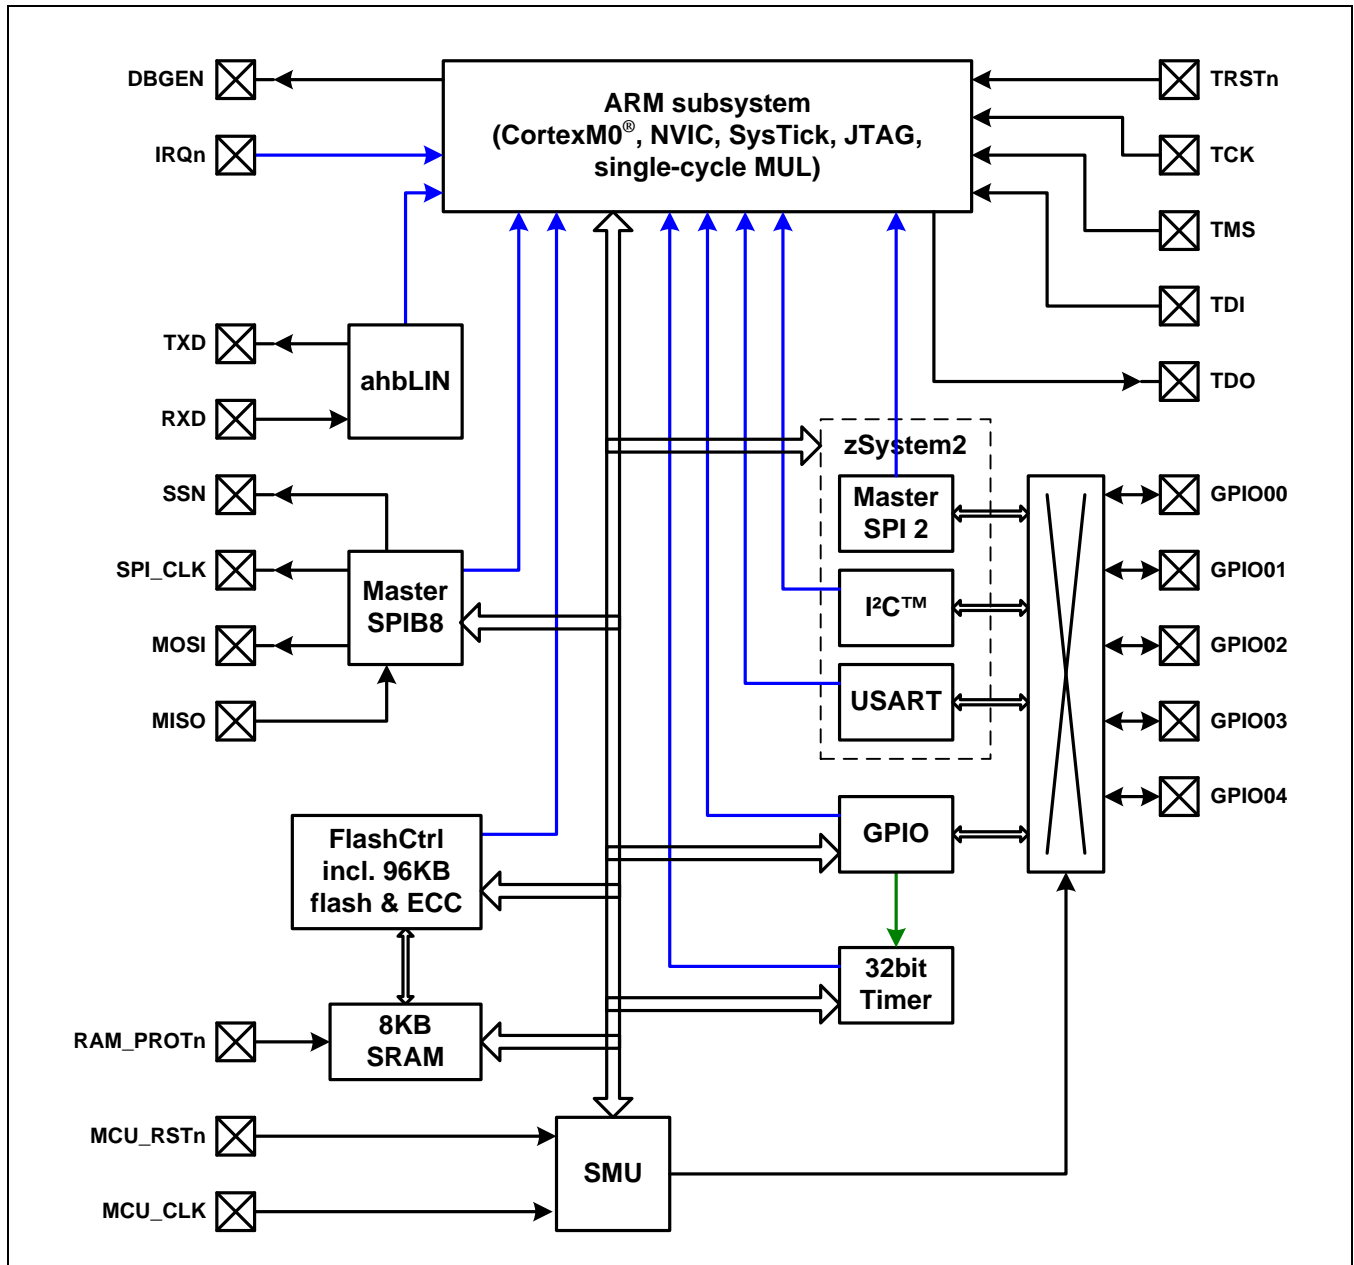 DBGEN
IRQn
ARM subsystem
(CortexM0®, NVIC, SysTick, JTAG,
single-cycle MUL)
TRSTn
TCK
TMS
TDI
TDO
TXD
RXD
ahbLIN
SSN
SPI_CLK
MOSI
MISO
Master
SPIB8
zSystem2
Master
SPI 2
I²C™
USART
GPIO00
GPIO01
GPIO02
GPIO03
GPIO04
FlashCtrl
incl. 96KB
flash & ECC
GPIO
32bit
Timer
RAM_PROTn
8KB
SRAM
MCU_RSTn
MCU_CLK
SMU